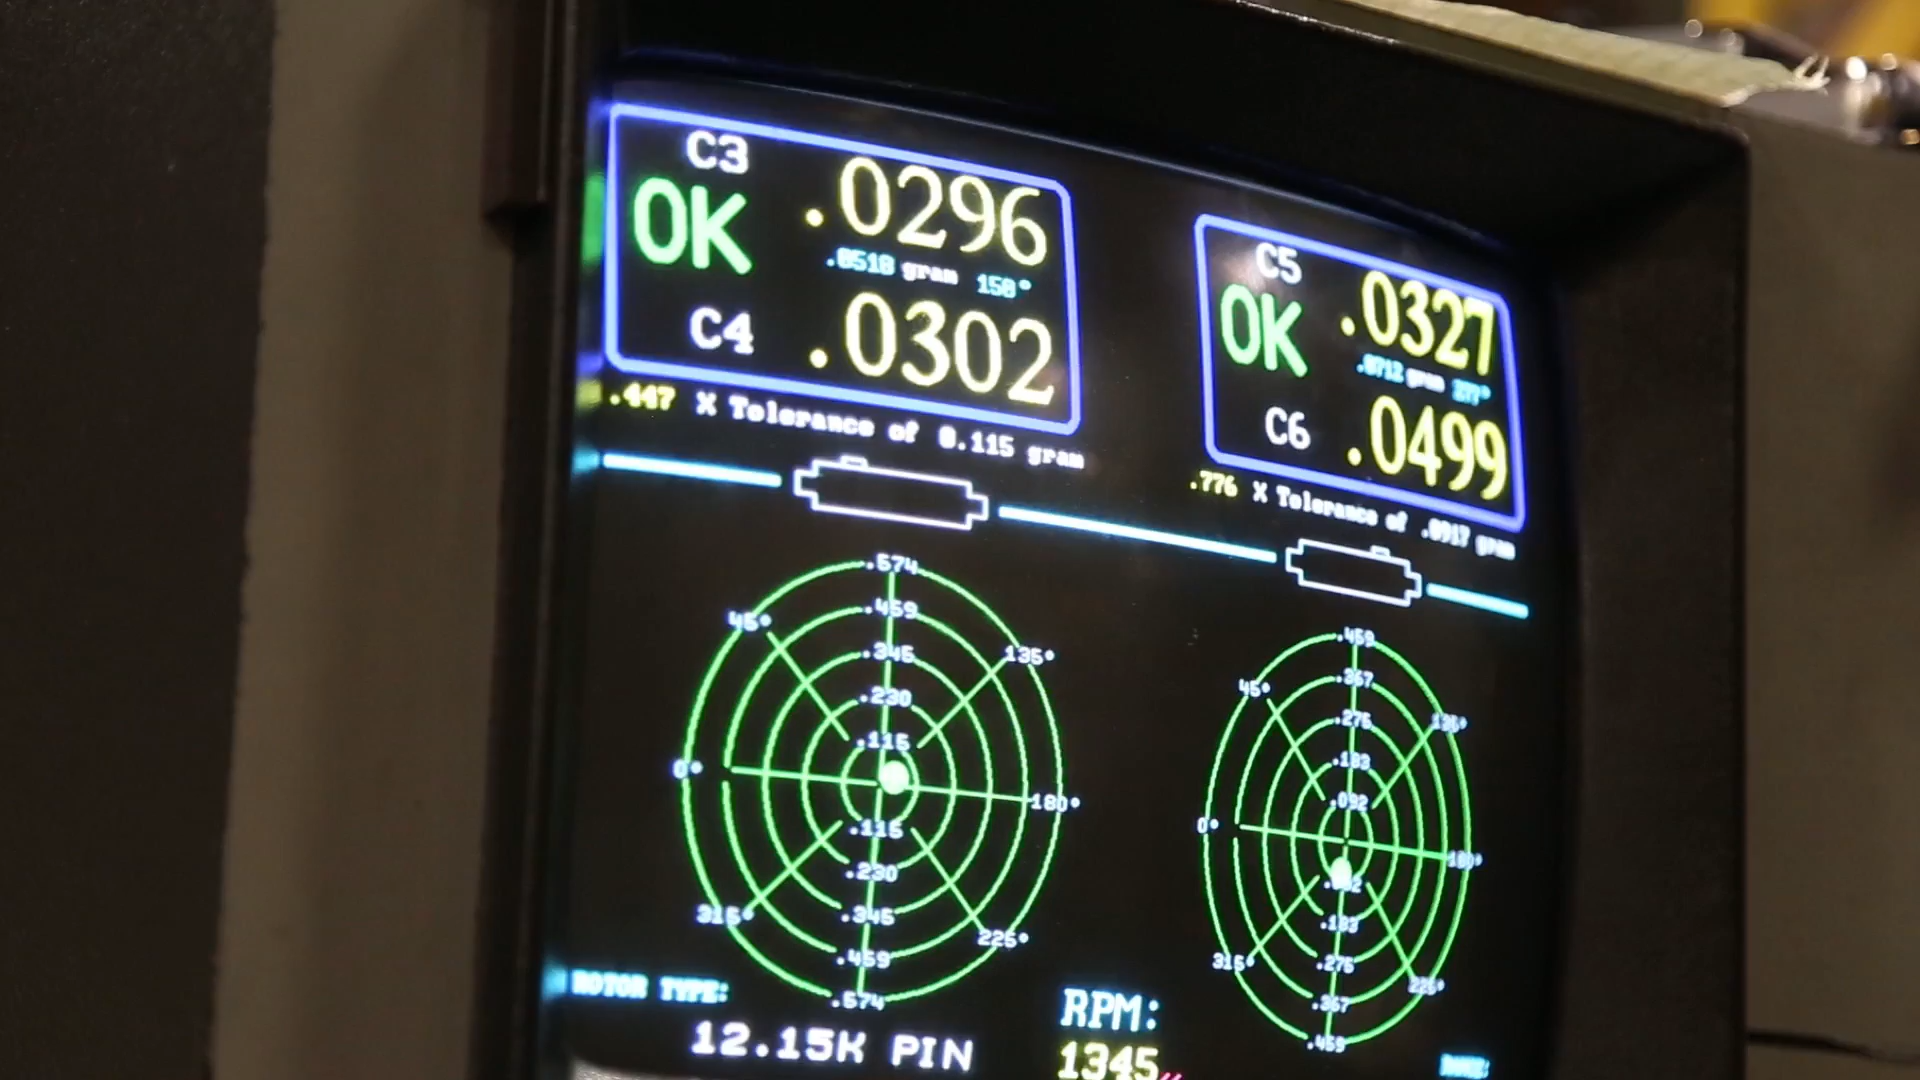 C3
OK
.0296
.0518 gram 150°
C4
.0302
.447 X Tolerance of 0.115 gram
C5
OK
.0327
.0712 gram 277°
C6
.0499
.776 X Tolerance of .0917 gram
.574
.459
45°
.345
135°
.230
.115
0°
180°
.115
.230
315°
.345
225°
.459
.574
.459
.367
45°
.275
135°
.183
.092
0°
180°
.183
315°
.275
225°
.367
.459
ROTOR TYPE:
12.15K PIN
RPM:
1345